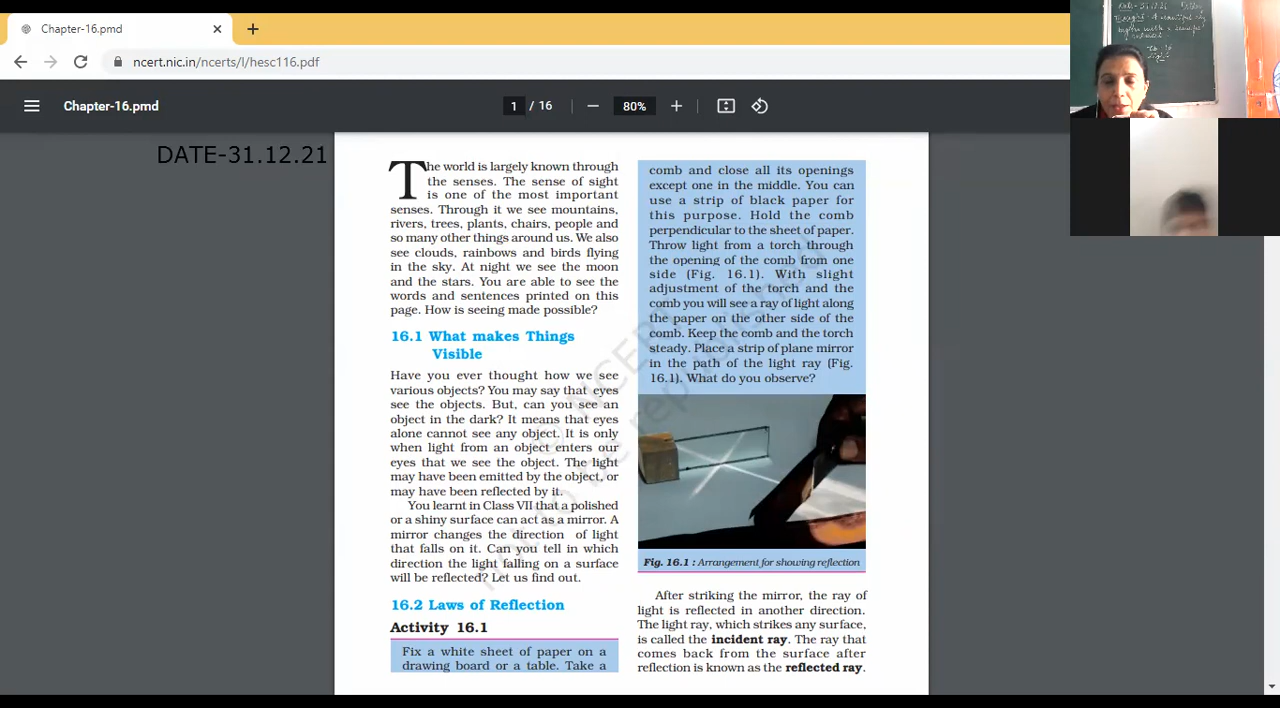 Chapter-16.pmd
ncert.nic.in/ncerts/l/hesc116.pdf
Chapter-16.pmd
1 / 16
80%
DATE-31.12.21
The world is largely known through
the senses. The sense of sight
is one of the most important
senses. Through it we see mountains,
rivers, trees, plants, chairs, people and
so many other things around us. We also
see clouds, rainbows and birds flying
in the sky. At night we see the moon
and the stars. You are able to see the
words and sentences printed on this
page. How is seeing made possible?
16.1 What makes Things
Visible
Have you ever thought how we see
various objects? You may say that eyes
see the objects. But, can you see an
object in the dark? It means that eyes
alone cannot see any object. It is only
when light from an object enters our
eyes that we see the object. The light
may have been emitted by the object, or
may have been reflected by it.
You learnt in Class VII that a polished
or a shiny surface can act as a mirror. A
mirror changes the direction of light
that falls on it. Can you tell in which
direction the light falling on a surface
will be reflected? Let us find out.
16.2 Laws of Reflection
Activity 16.1
Fix a white sheet of paper on a
drawing board or a table. Take a
comb and close all its openings
except one in the middle. You can
use a strip of black paper for
this purpose. Hold the comb
perpendicular to the sheet of paper.
Throw light from a torch through
the opening of the comb from one
side (Fig. 16.1). With slight
adjustment of the torch and the
comb you will see a ray of light along
the paper on the other side of the
comb. Keep the comb and the torch
steady. Place a strip of plane mirror
in the path of the light ray (Fig.
16.1). What do you observe?
Fig. 16.1 : Arrangement for showing reflection
After striking the mirror, the ray of
light is reflected in another direction.
The light ray, which strikes any surface,
is called the incident ray. The ray that
comes back from the surface after
reflection is known as the reflected ray.
© NCERT
not to be republished
Date - 31.12.21
Thought - A beautiful day
begins with a